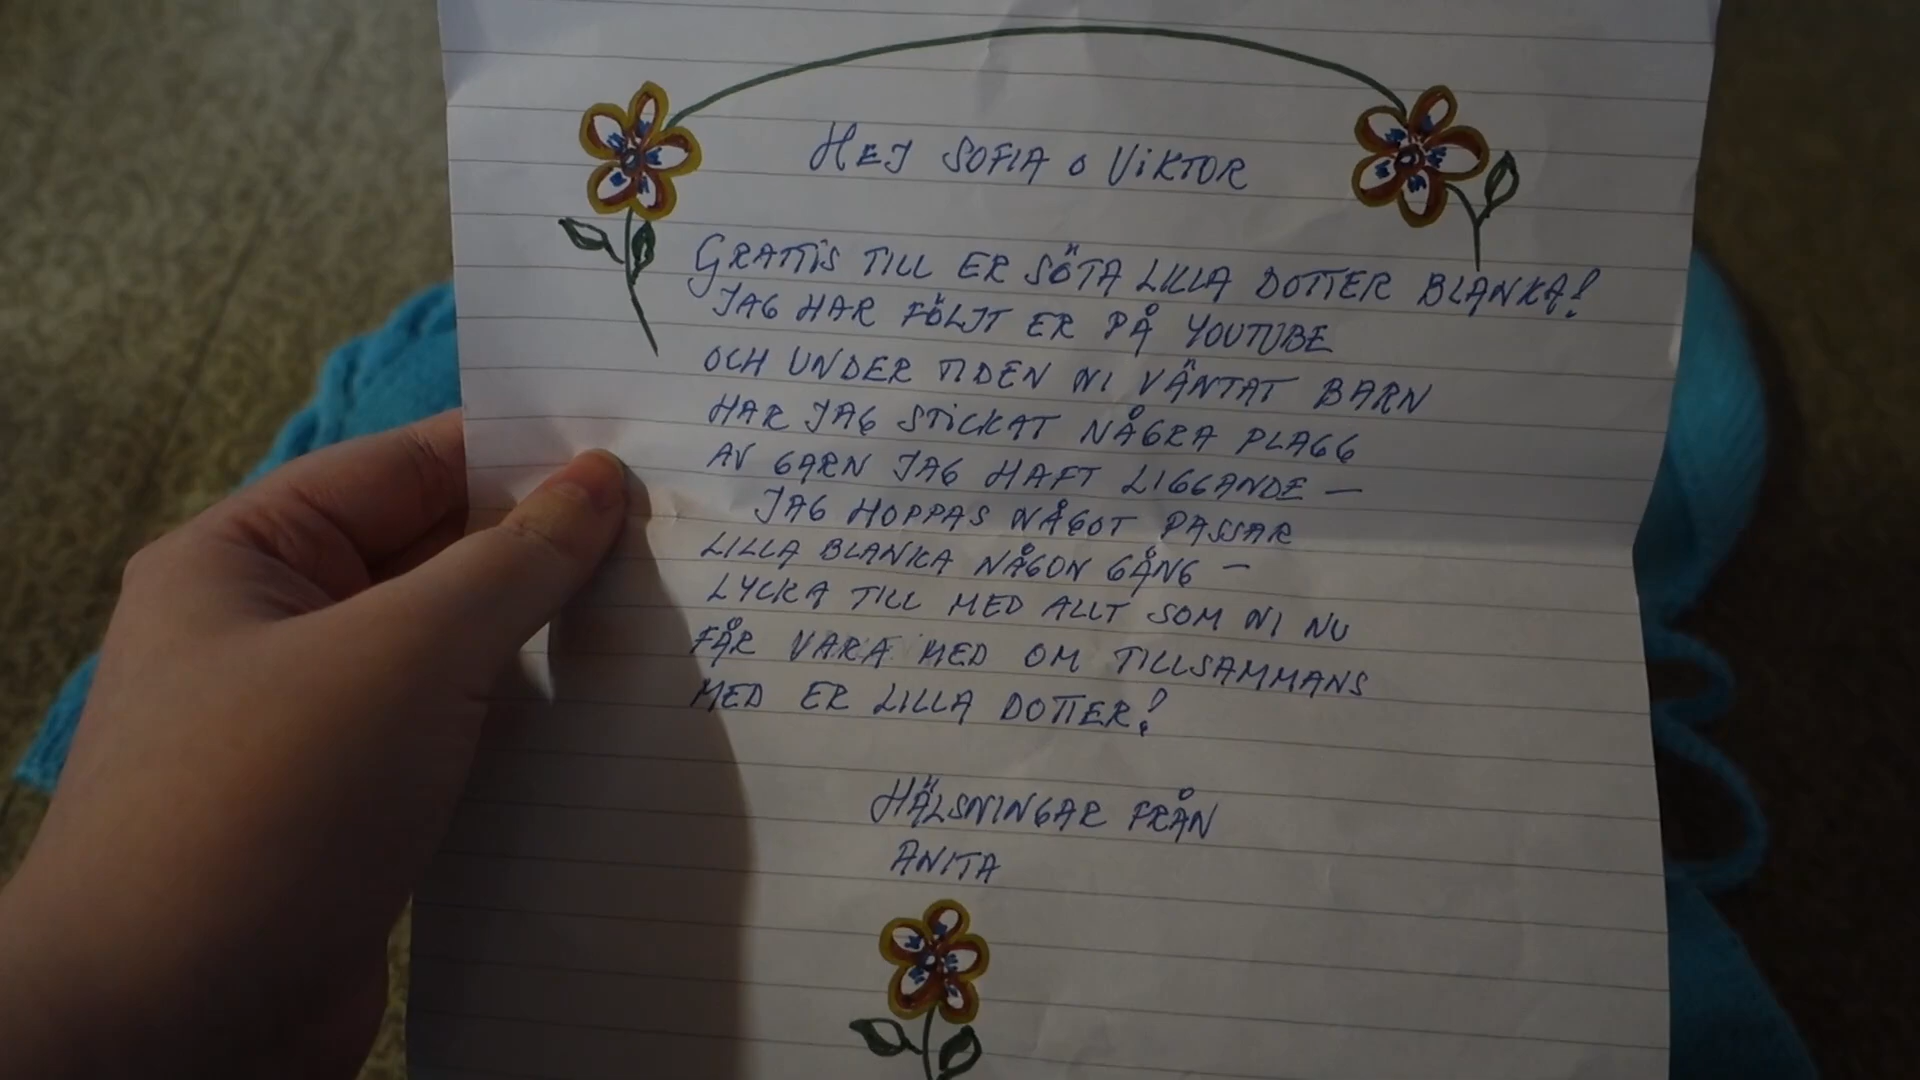 HEJ SOFIA O VIKTOR
GRATTIS TILL ER SÖTA LILLA DOTTER BLANKA!
JAG HAR FÖLJT ER PÅ YOUTUBE
OCH UNDER TIDEN NI VÄNTAT BARN
HAR JAG STICKAT NÅGRA PLAGG
AV GARN JAG HAFT LIGGANDE –
JAG HOPPAS NÅGOT PASSAR
LILLA BLANKA NÅGON GÅNG –
LYCKA TILL MED ALLT SOM NI NU
FÅR VARA MED OM TILLSAMMANS
MED ER LILLA DOTTER!
HÄLSNINGAR FRÅN
ANITA